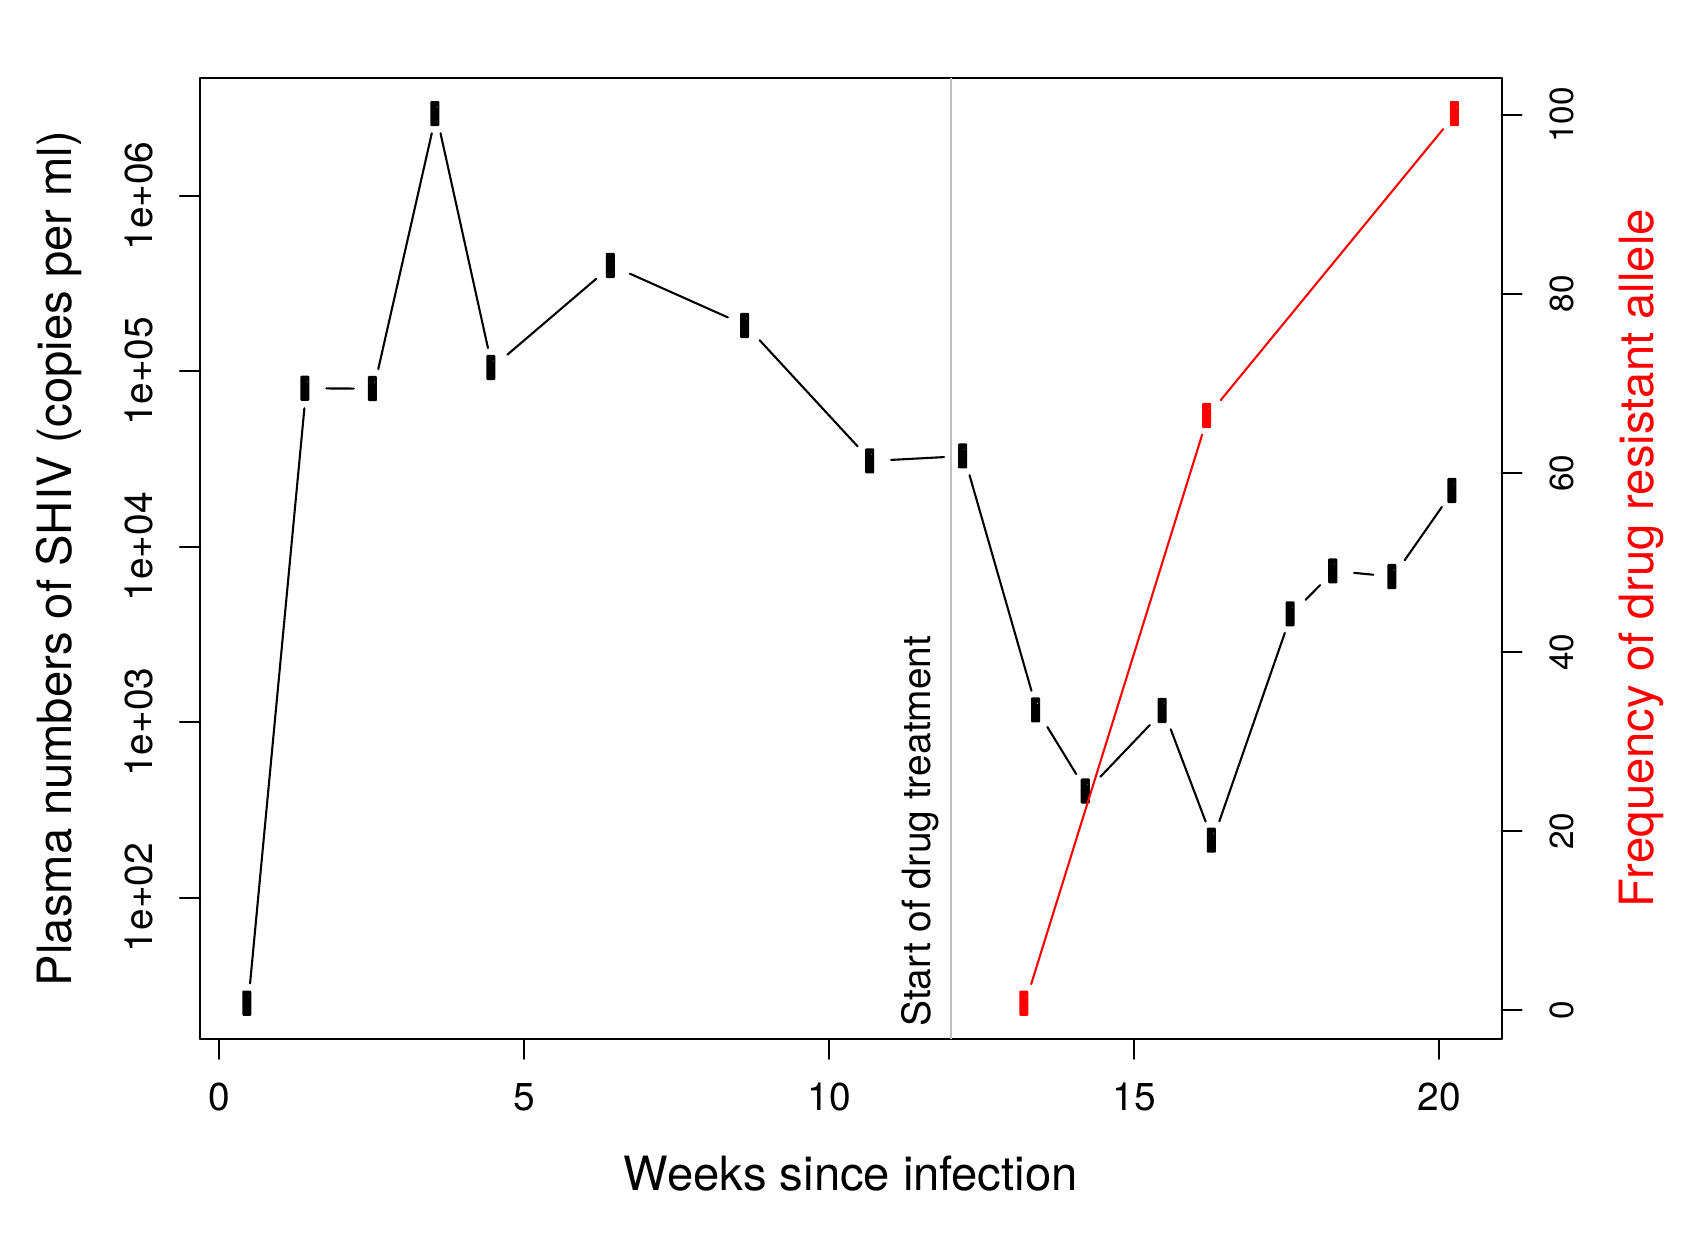 Plasma numbers of SHIV (copies per ml)
1e+06
1e+05
1e+04
1e+03
1e+02
Start of drug treatment
100
80
60
40
20
0
Frequency of drug resistant allele
0 5 10 15 20
Weeks since infection